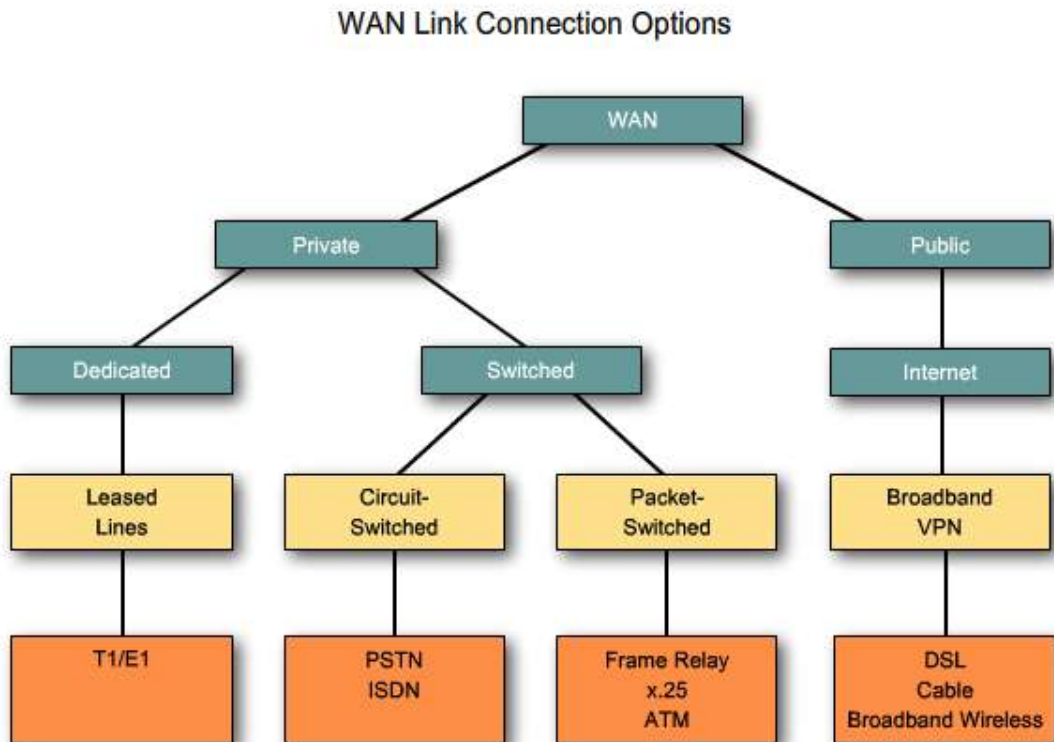 WAN Link Connection Options
WAN
Private
Public
Dedicated
Switched
Internet
Leased
Lines
Circuit-
Switched
Packet-
Switched
Broadband
VPN
T1/E1
PSTN
ISDN
Frame Relay
x.25
ATM
DSL
Cable
Broadband Wireless